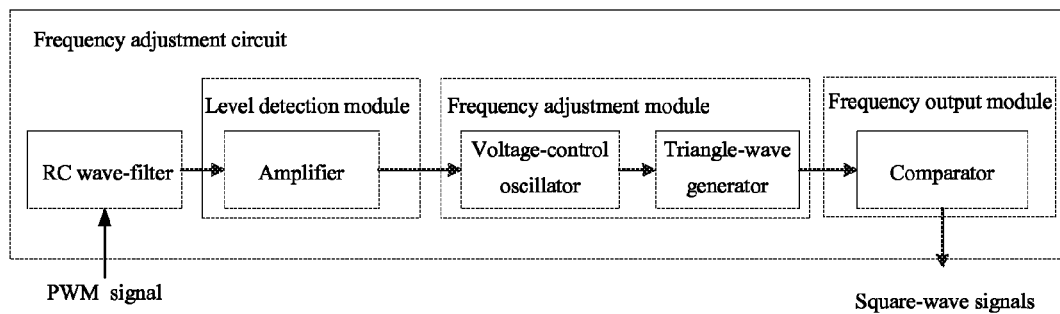 Frequency adjustment circuit
Level detection module
Frequency adjustment module
Frequency output module
RC wave-filter
Amplifier
Voltage-control
oscillator
Triangle-wave
generator
Comparator
PWM signal
Square-wave signals